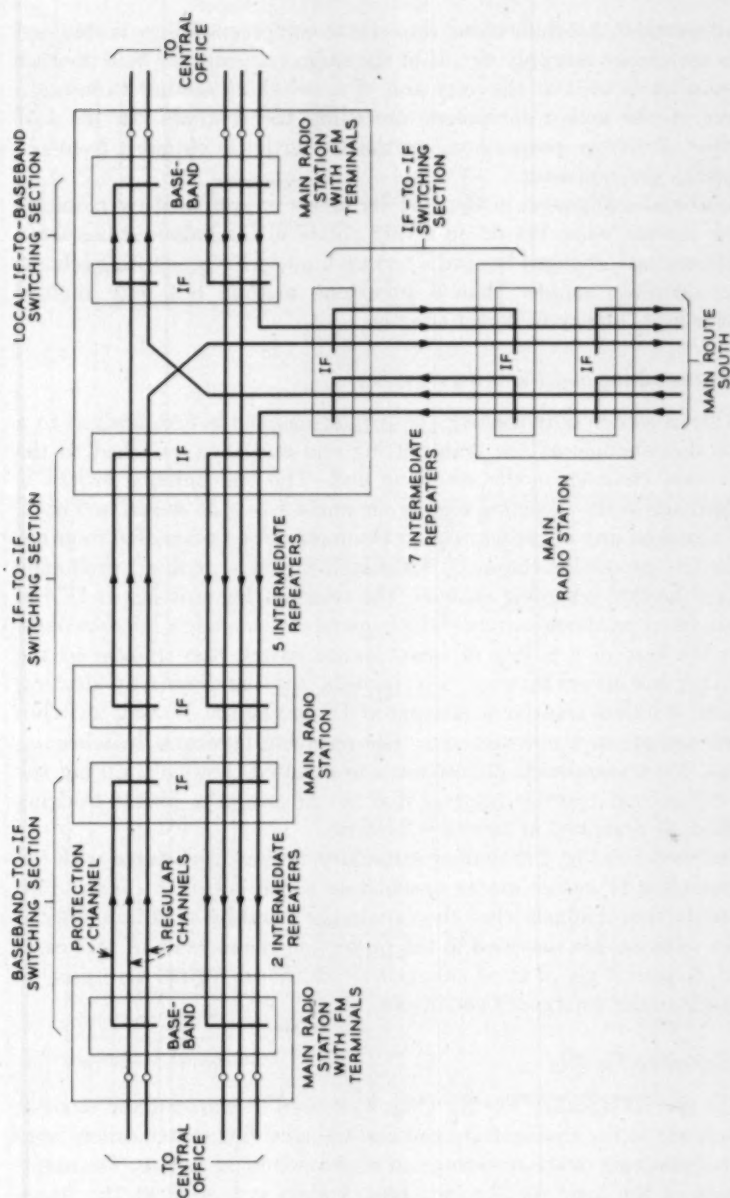 TO
CENTRAL
OFFICE
BASEBAND-TO-IF
SWITCHING SECTION
PROTECTION
CHANNEL
REGULAR
CHANNELS
BASE-
BAND
MAIN RADIO
STATION
WITH FM
TERMINALS
2 INTERMEDIATE
REPEATERS
IF
IF
MAIN RADIO
STATION
IF-TO-IF
SWITCHING SECTION
5 INTERMEDIATE
REPEATERS
LOCAL IF-TO-BASEBAND
SWITCHING SECTION
IF
IF
BASE-
BAND
TO
CENTRAL
OFFICE
MAIN RADIO
STATION
WITH FM
TERMINALS
IF-TO-IF
SWITCHING
SECTION
IF
7 INTERMEDIATE
REPEATERS
IF
IF
MAIN
RADIO STATION
MAIN ROUTE
SOUTH